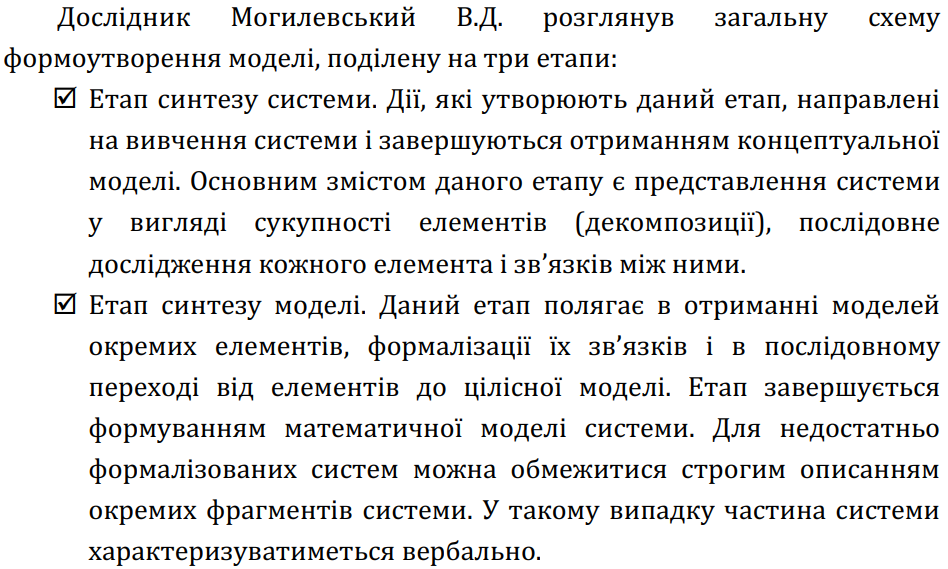 Дослідник Могилевський В.Д. розглянув загальну схему
формоутворення моделі, поділену на три етапи:
☑ Етап синтезу системи. Дії, які утворюють даний етап, направлені
на вивчення системи і завершуються отриманням концептуальної
моделі. Основним змістом даного етапу є представлення системи
у вигляді сукупності елементів (декомпозиції), послідовне
дослідження кожного елемента і зв’язків між ними.
☑ Етап синтезу моделі. Даний етап полягає в отриманні моделей
окремих елементів, формалізації їх зв’язків і в послідовному
переході від елементів до цілісної моделі. Етап завершується
формуванням математичної моделі системи. Для недостатньо
формалізованих систем можна обмежитися строгим описанням
окремих фрагментів системи. У такому випадку частина системи
характеризуватиметься вербально.